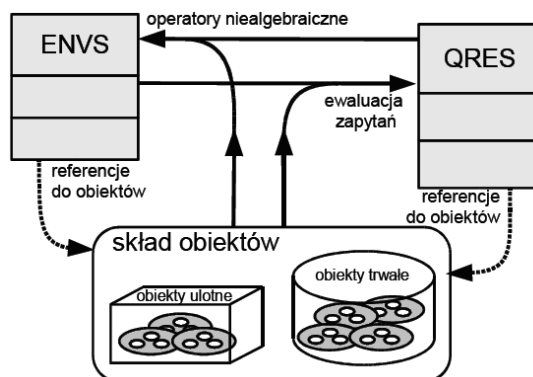 operatory niealgebraiczne
ENVS
QRES
ewaluacja
zapytań
referencje
do obiektów
referencje
do obiektów
skład obiektów
obiekty ulotne
obiekty trwałe